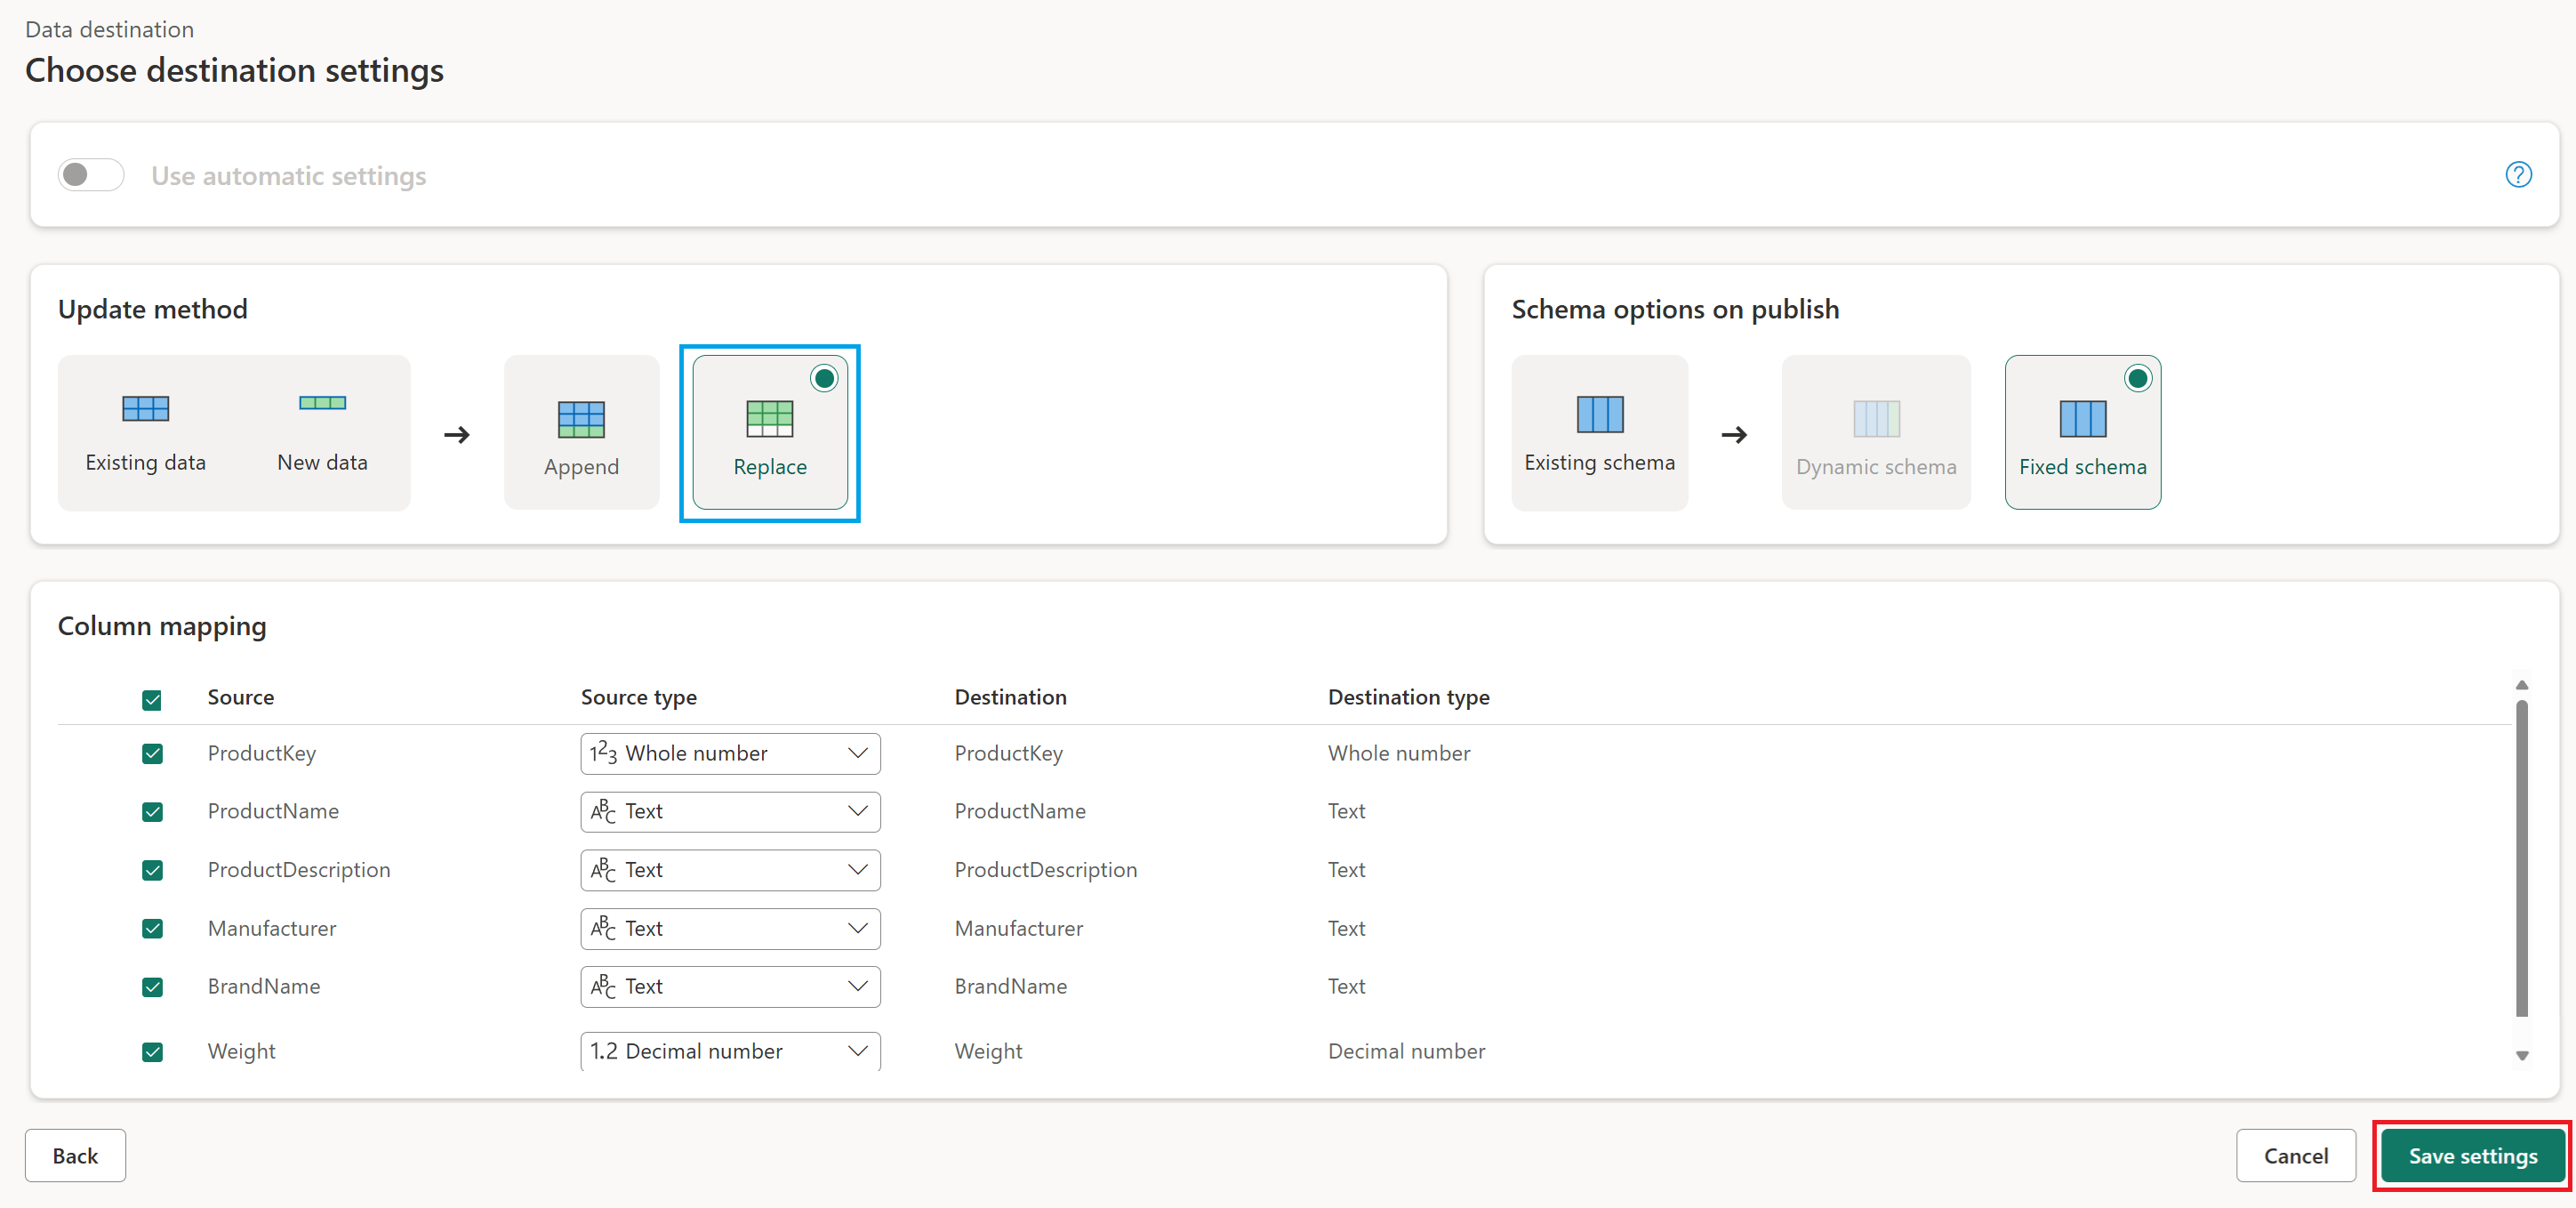 Data destination
Choose destination settings
Use automatic settings
?
Update method
Existing data New data Append Replace
Schema options on publish
Existing schema Dynamic schema Fixed schema
Column mapping
Source Source type Destination Destination type
ProductKey 123 Whole number ProductKey Whole number
ProductName ABC Text ProductName Text
ProductDescription ABC Text ProductDescription Text
Manufacturer ABC Text Manufacturer Text
BrandName ABC Text BrandName Text
Weight 1.2 Decimal number Weight Decimal number
Back Cancel Save settings